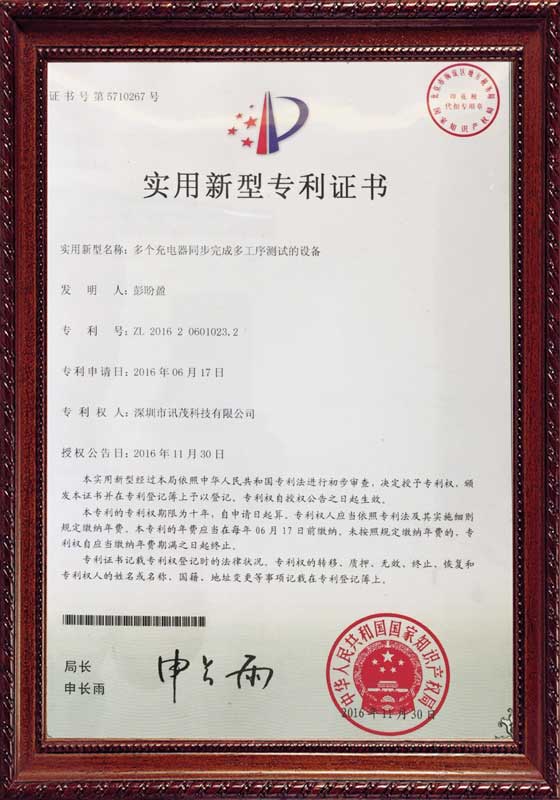 证书号第5710267号
国家知识产权局
印花税
代扣专用章
实用新型专利证书
实用新型名称：多个充电器同步完成多工序测试的设备
发明人：彭盼盈
专利号：ZL 2016 2 0601023.2
专利申请日：2016年06月17日
专利权人：深圳市讯茂科技有限公司
授权公告日：2016年11月30日
本实用新型经过本局依照中华人民共和国专利法进行初步审查，决定授予专利权，颁
发本证书并在专利登记簿上予以登记。专利权自授权公告之日起生效。
本专利的专利权期限为十年，自申请日起算。专利权人应当依照专利法及其实施细则
规定缴纳年费。本专利的年费应当在每年06月17日前缴纳。未按照规定缴纳年费的，专
利权自应当缴纳年费期满之日起终止。
专利证书记载专利权登记时的法律状况。专利权的转移、质押、无效、终止、恢复和
专利权人的姓名或名称、国籍、地址变更等事项记载在专利登记簿上。
局长
申长雨
申长雨
中华人民共和国国家知识产权局
2016年11月30日